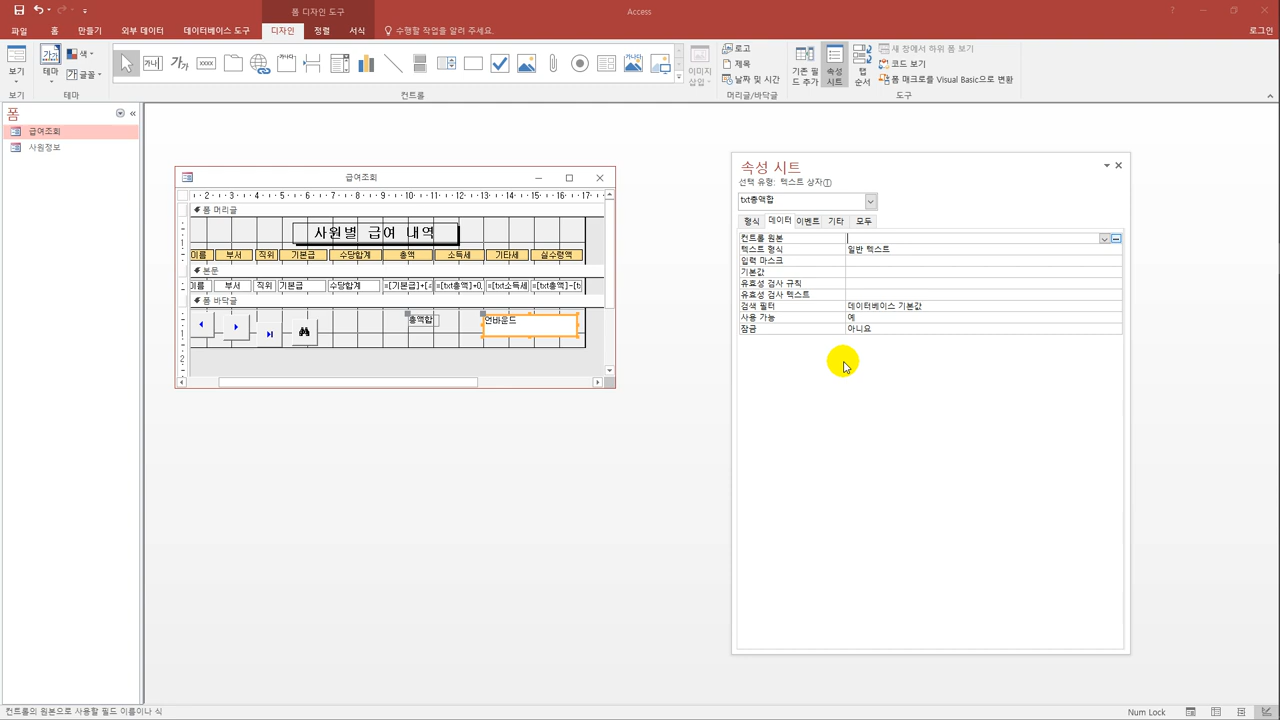 폼 디자인 도구
Access
파일
홈
만들기
외부 데이터
데이터베이스 도구
디자인
정렬
서식
수행할 작업을 알려 주세요.
로그인
보기
테마
색
글꼴
가나
가가
xxxx
이미지 삽입
로고
제목
날짜 및 시간
기존 필드 추가
속성 시트
탭 순서
새 창에서 하위 폼 보기
코드 보기
폼 매크로를 Visual Basic으로 변환
보기
테마
컨트롤
머리글/바닥글
도구
폼
급여조회
사원정보
급여조회
폼 머리글
사원별 급여 내역
이름 부서 직위 기본급 수당합계 총액 소득세 기타세 실수령액
본문
이름 부서 직위 기본급 수당합계 =[기본급]+[ =[txt총액]+0. =[txt소득세 =[txt총액]-[t
폼 바닥글
총액합
언바운드
속성 시트
선택 유형: 텍스트 상자(T)
txt총액합
형식 데이터 이벤트 기타 모두
컨트롤 원본
텍스트 형식 일반 텍스트
입력 마스크
기본값
유효성 검사 규칙
유효성 검사 텍스트
검색 필터 데이터베이스 기본값
사용 가능 예
잠금 아니요
컨트롤의 원본으로 사용할 필드 이름이나 식
Num Lock